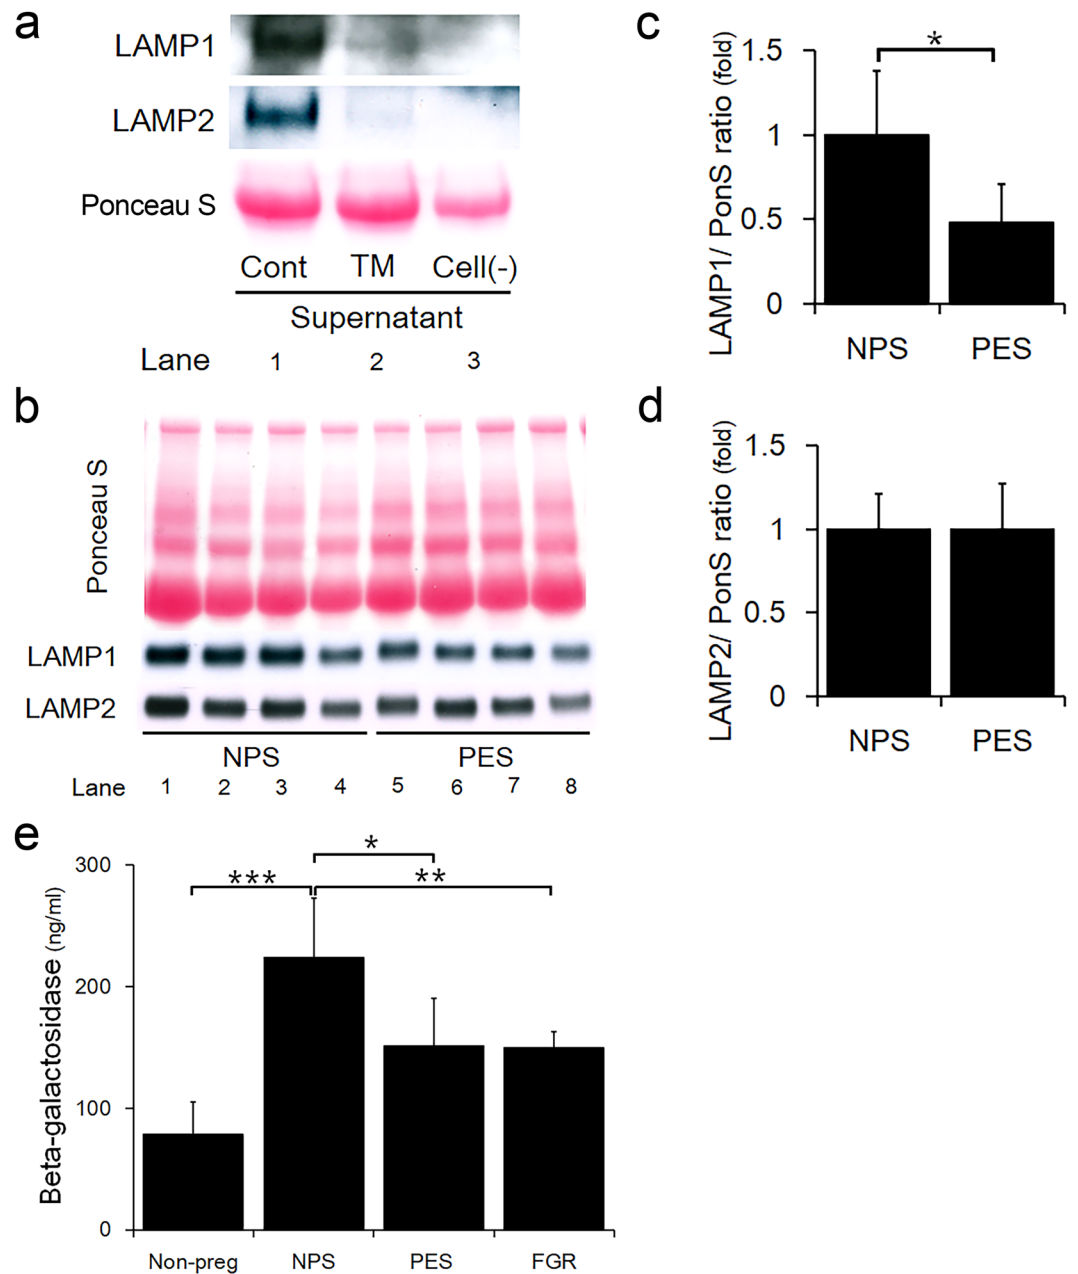 a
LAMP1
LAMP2
Ponceau S
Cont TM Cell(-)
Supernatant
Lane 1 2 3
b
Ponceau S
LAMP1
LAMP2
NPS PES
Lane 1 2 3 4 5 6 7 8
c
LAMP1/ PonS ratio (fold)
1.5
*
1
0.5
0
NPS PES
d
LAMP2/ PonS ratio (fold)
1.5
1
0.5
0
NPS PES
e
Beta-galactosidase (ng/ml)
300
*
*** **
200
100
0
Non-preg NPS PES FGR